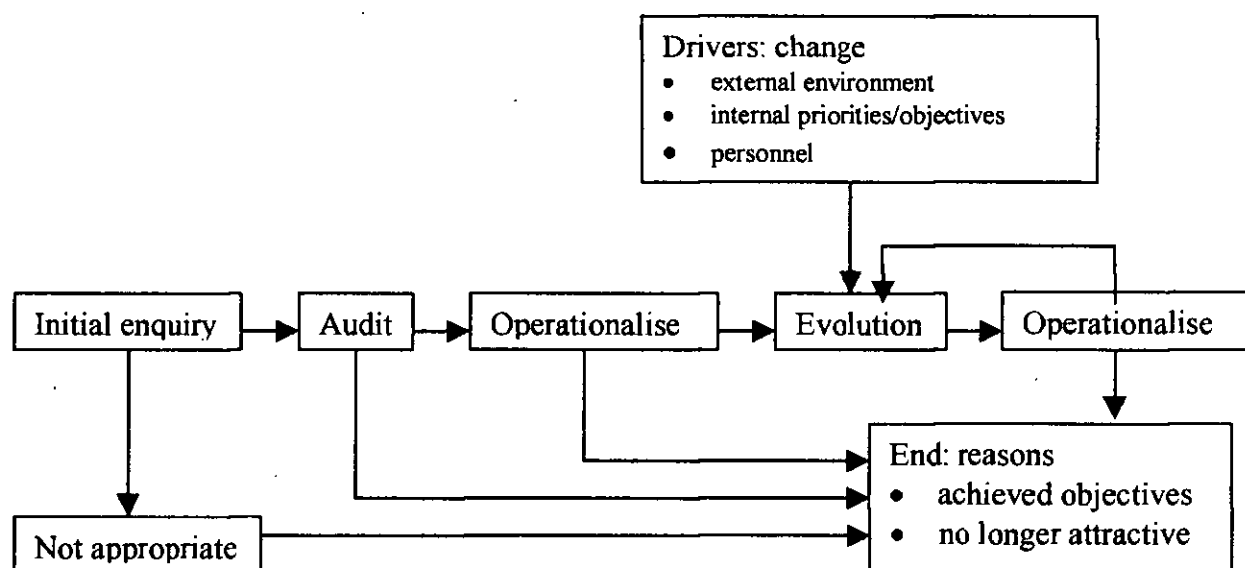 Drivers: change
• external environment
• internal priorities/objectives
• personnel
Initial enquiry
Audit
Operationalise
Evolution
Operationalise
End: reasons
• achieved objectives
• no longer attractive
Not appropriate